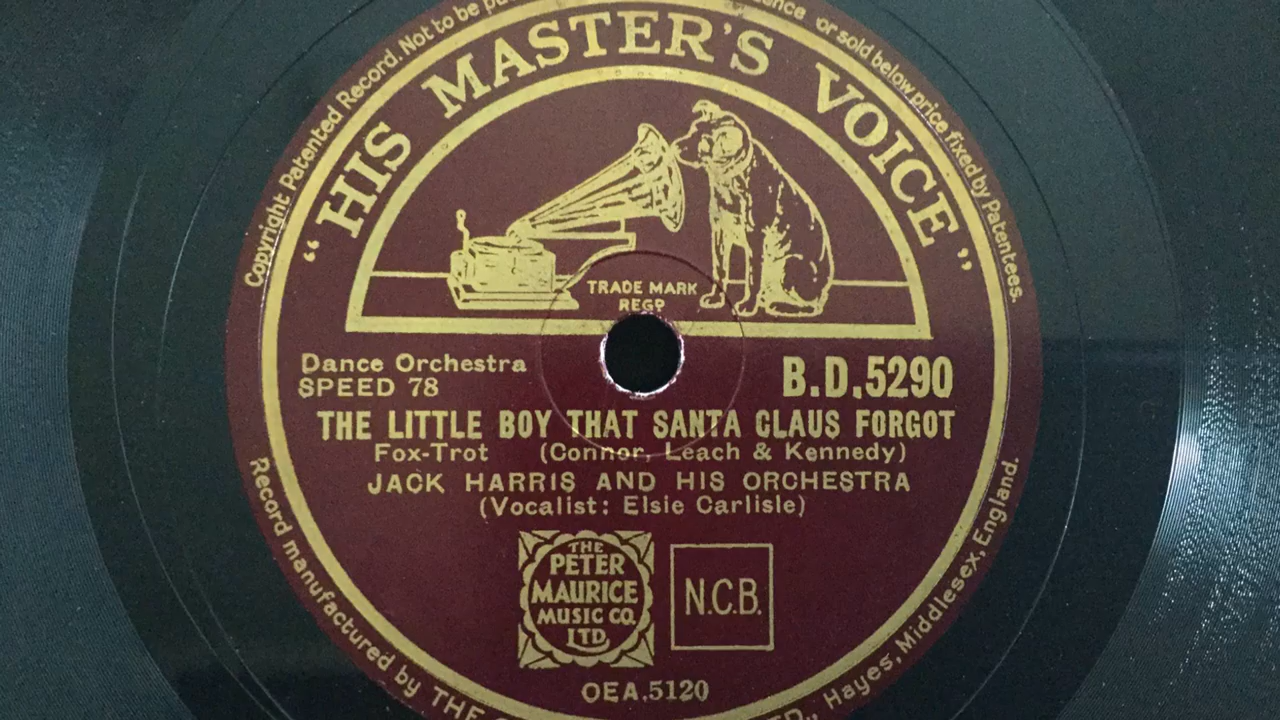 Copyright Patented Record. Not to be
or sold below price fixed by Patentees.
"HIS MASTER'S VOICE"
TRADE MARK
REGD
Dance Orchestra
SPEED 78
B.D.5290
THE LITTLE BOY THAT SANTA CLAUS FORGOT
Fox-Trot (Connor, Leach & Kennedy)
JACK HARRIS AND HIS ORCHESTRA
(Vocalist: Elsie Carlisle)
THE
PETER
MAURICE
MUSIC CO.
LTD.
N.C.B.
OEA.5120
Record manufactured by THE
Hayes, Middlesex, England.